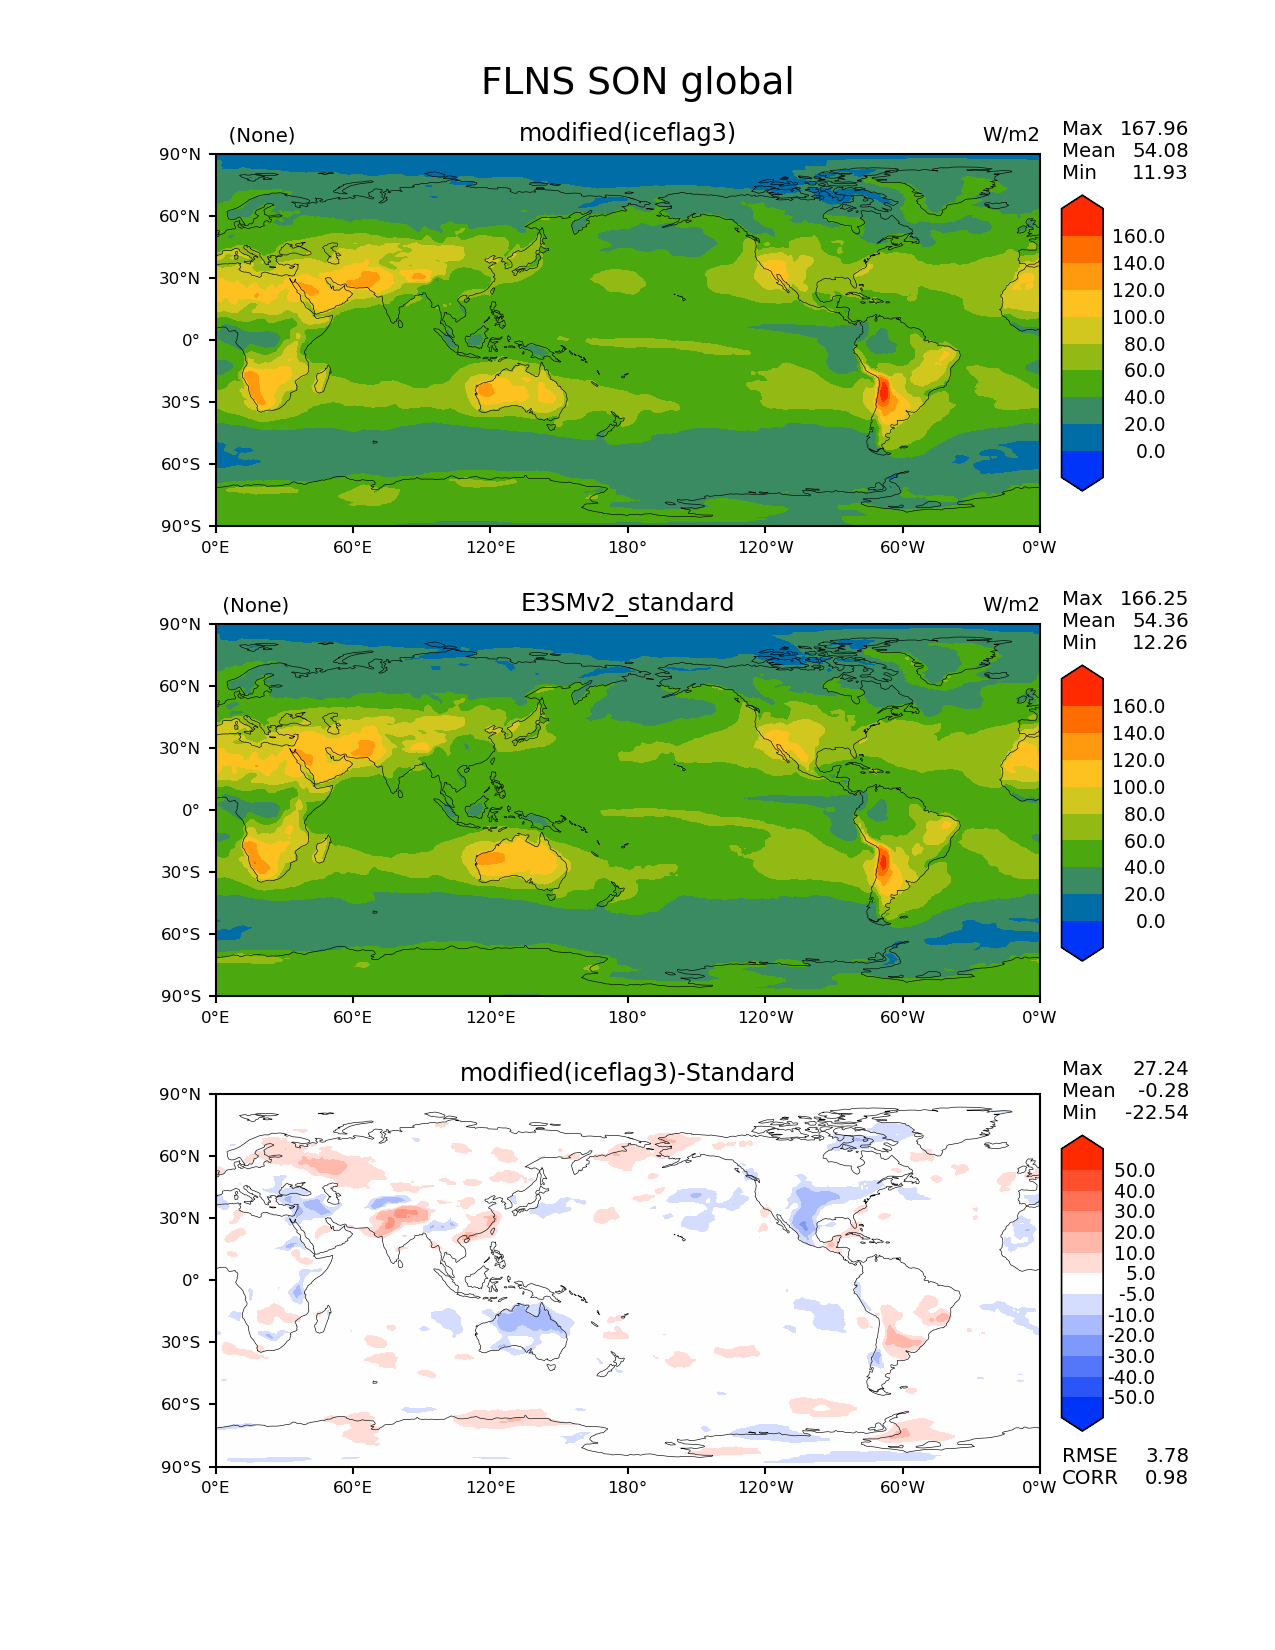 FLNS SON global
(None) modified(iceflag3) W/m2
Max 167.96
Mean 54.08
Min 11.93
90°N
60°N
30°N
0°
30°S
60°S
90°S
0°E 60°E 120°E 180° 120°W 60°W 0°W
160.0
140.0
120.0
100.0
80.0
60.0
40.0
20.0
0.0
(None) E3SMv2_standard W/m2
Max 166.25
Mean 54.36
Min 12.26
90°N
60°N
30°N
0°
30°S
60°S
90°S
0°E 60°E 120°E 180° 120°W 60°W 0°W
160.0
140.0
120.0
100.0
80.0
60.0
40.0
20.0
0.0
modified(iceflag3)-Standard
Max 27.24
Mean -0.28
Min -22.54
90°N
60°N
30°N
0°
30°S
60°S
90°S
0°E 60°E 120°E 180° 120°W 60°W 0°W
50.0
40.0
30.0
20.0
10.0
5.0
-5.0
-10.0
-20.0
-30.0
-40.0
-50.0
RMSE 3.78
CORR 0.98